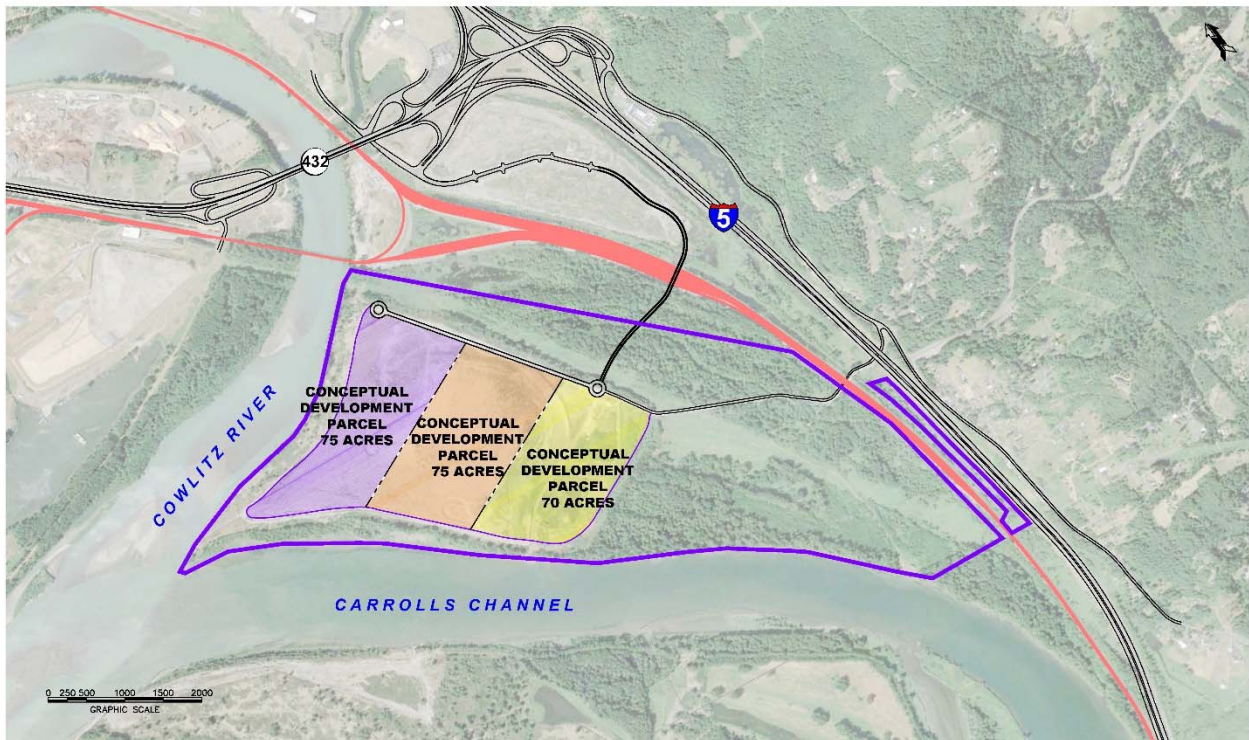 432
5
CONCEPTUAL
DEVELOPMENT
PARCEL
75 ACRES
CONCEPTUAL
DEVELOPMENT
PARCEL
75 ACRES
CONCEPTUAL
DEVELOPMENT
PARCEL
70 ACRES
COWLITZ RIVER
CARROLLS CHANNEL
0 250 500 1000 1500 2000
GRAPHIC SCALE